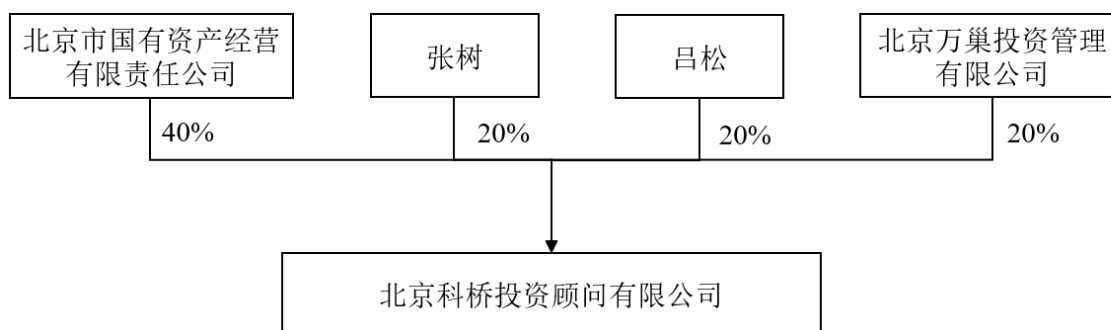 北京市国有资产经营
有限责任公司
张树
吕松
北京万巢投资管理
有限公司
40%
20%
20%
20%
北京科桥投资顾问有限公司